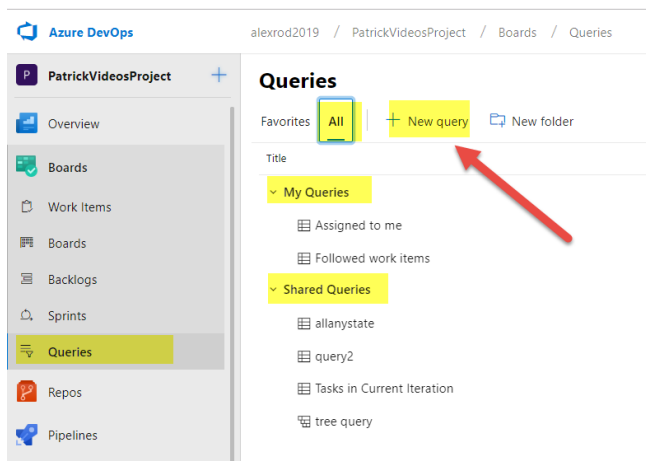 Azure DevOps
alexrod2019 / PatrickVideosProject / Boards / Queries
P PatrickVideosProject +
Overview
Boards
Work Items
Boards
Backlogs
Sprints
Queries
Repos
Pipelines
Queries
Favorites All + New query New folder
Title
My Queries
Assigned to me
Followed work items
Shared Queries
allanystate
query2
Tasks in Current Iteration
tree query